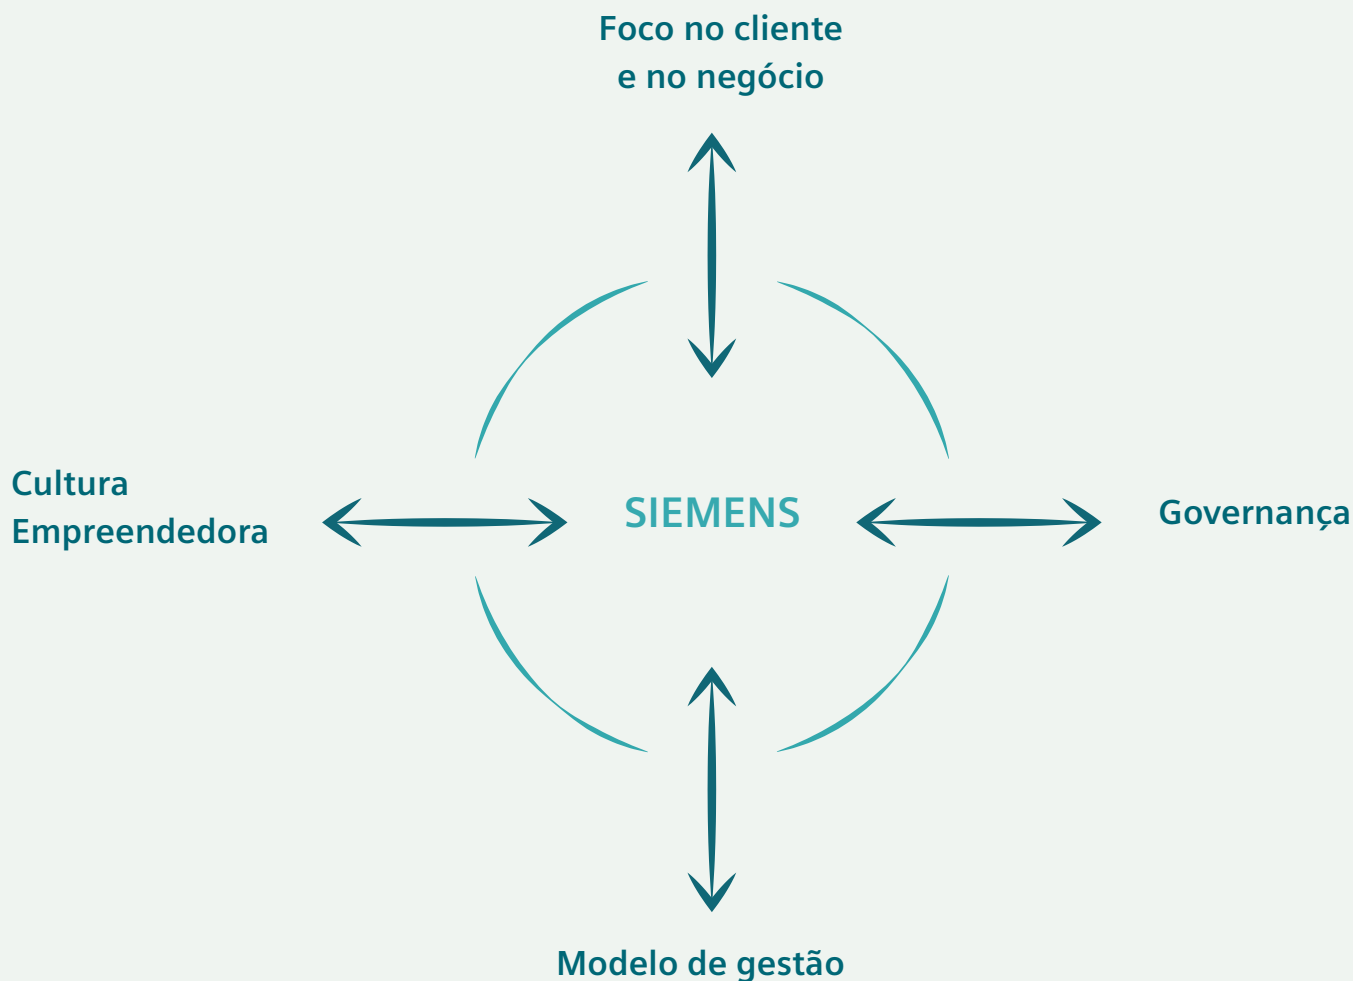 Foco no cliente
e no negócio
Cultura
Empreendedora
SIEMENS
Governança
Modelo de gestão